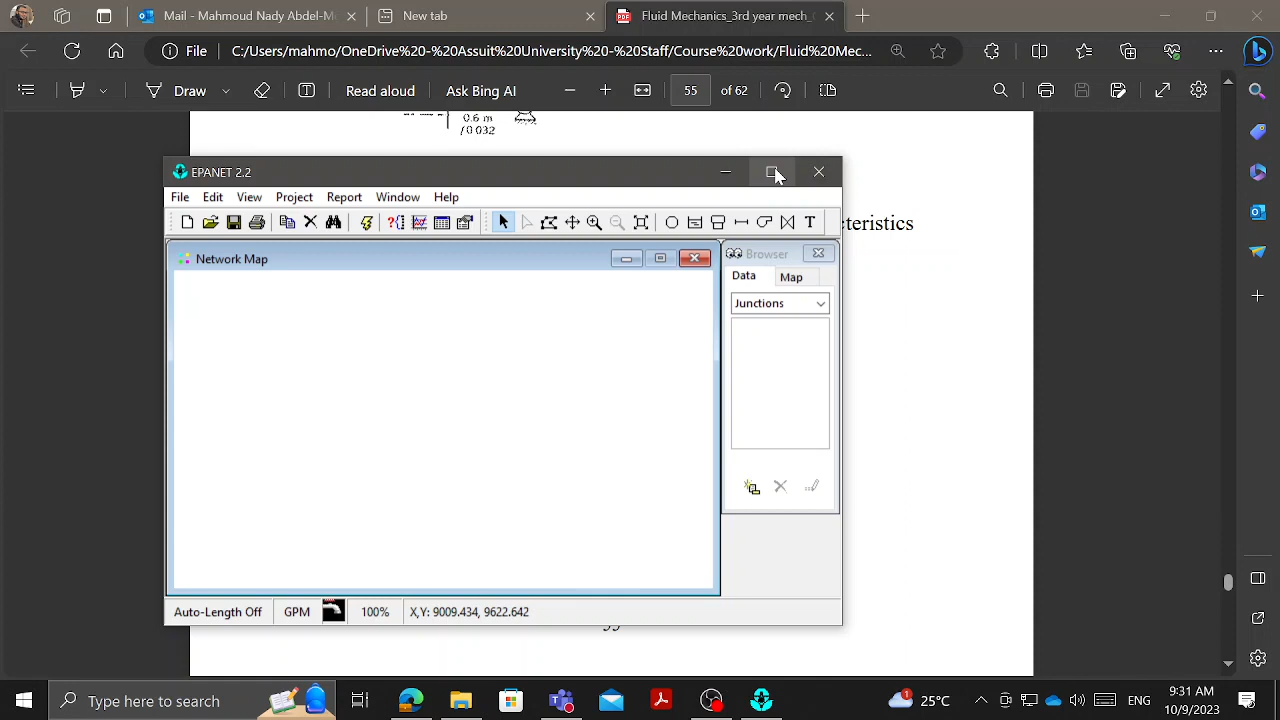 Mail - Mahmoud Nady Abdel-M
New tab
Fluid Mechanics_3rd year mech_
File
C:/Users/mahmo/OneDrive%20-%20Assuit%20University%20-%20Staff/Course%20work/Fluid%20Mec...
Draw
Read aloud
Ask Bing AI
55
of 62
0.6 m
/0.032
EPANET 2.2
File Edit View Project Report Window Help
T
cteristics
Network Map
Browser
Data
Map
Junctions
Auto-Length Off
GPM
100%
X,Y: 9009.434, 9622.642
Type here to search
1
25°C
ENG
9:31 AM
10/9/2023